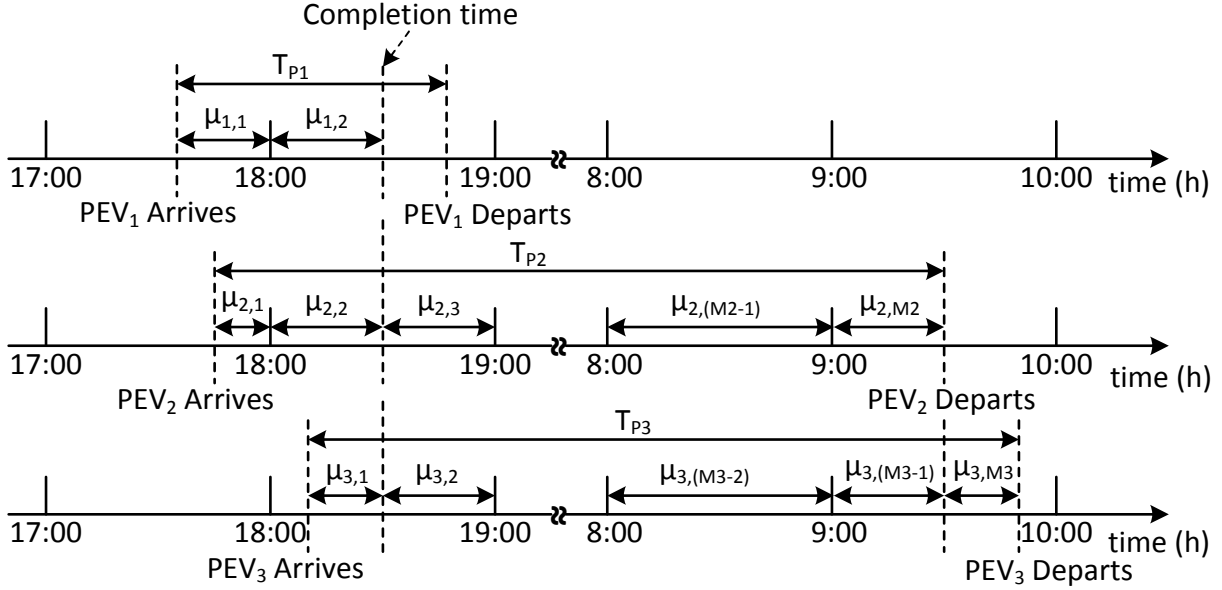 Completion time
T_P1
μ_1,1 μ_1,2
17:00 18:00 19:00 8:00 9:00 10:00 time (h)
PEV_1 Arrives PEV_1 Departs
T_P2
μ_2,1 μ_2,2 μ_2,3 μ_2,(M2-1) μ_2,M2
17:00 18:00 19:00 8:00 9:00 10:00 time (h)
PEV_2 Arrives PEV_2 Departs
T_P3
μ_3,1 μ_3,2 μ_3,(M3-2) μ_3,(M3-1) μ_3,M3
17:00 18:00 19:00 8:00 9:00 10:00 time (h)
PEV_3 Arrives PEV_3 Departs